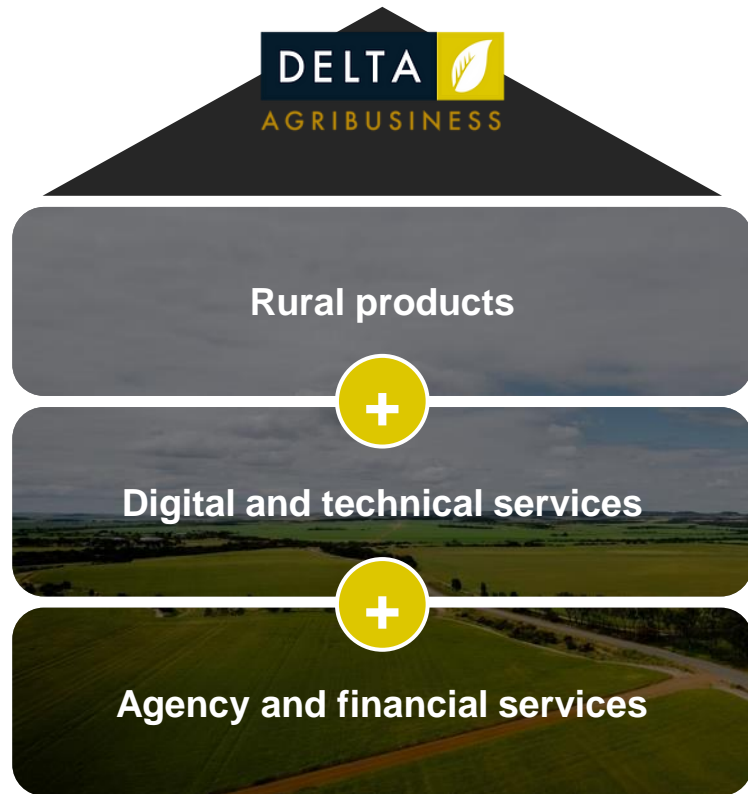 DELTA
AGRIBUSINESS
Rural products
+
Digital and technical services
+
Agency and financial services